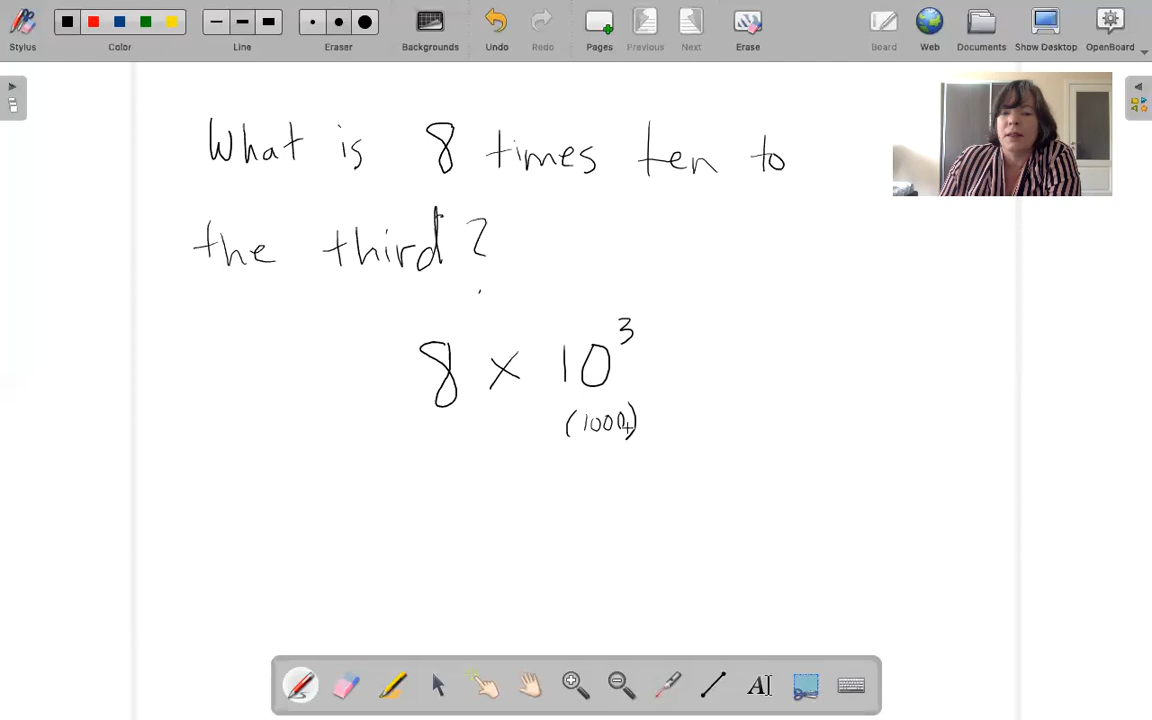 Stylus Color Line Eraser Backgrounds Undo Redo Pages Previous Next Erase Board Web Documents Show Desktop OpenBoard
What is 8 times ten to
the third?
8 × 10³
(1000)